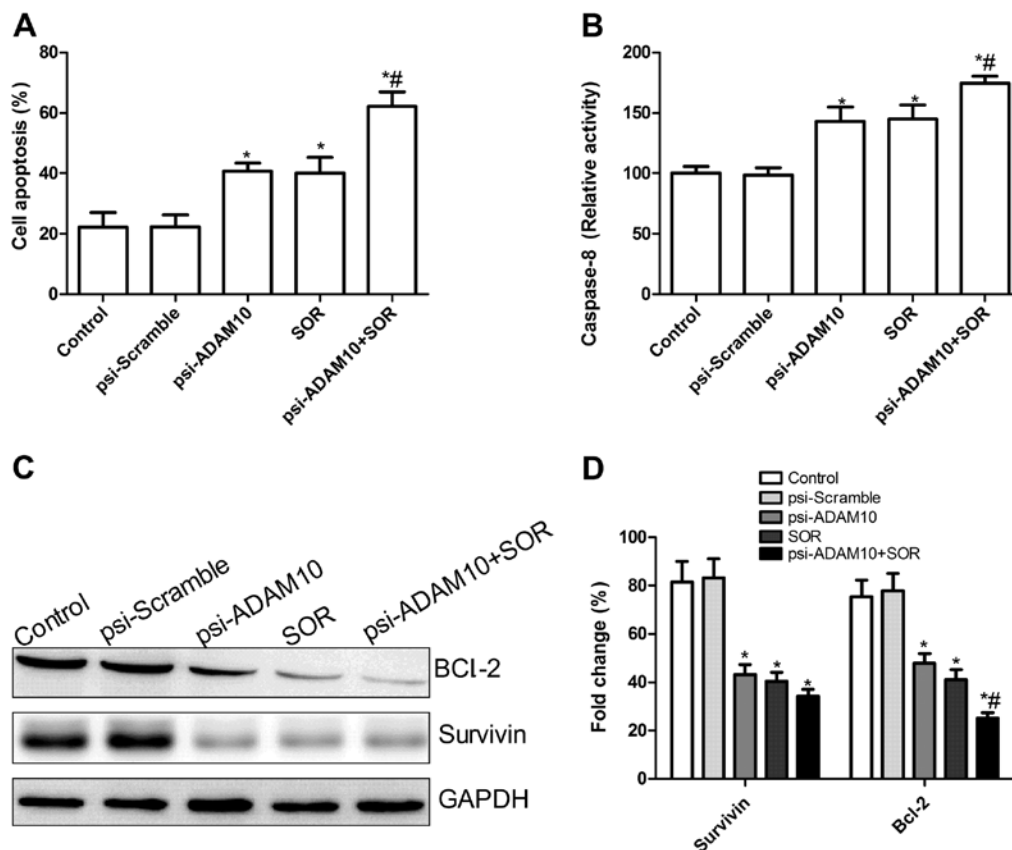 A
Cell apoptosis (%)
80
60
40
20
0
*
*
*#
Control
psi-Scramble
psi-ADAM10
SOR
psi-ADAM10+SOR
B
Caspase-8 (Relative activity)
200
150
100
50
0
*
*
*#
Control
psi-Scramble
psi-ADAM10
SOR
psi-ADAM10+SOR
C
Control
psi-Scramble
psi-ADAM10
SOR
psi-ADAM10+SOR
BCl-2
Survivin
GAPDH
D
Control
psi-Scramble
psi-ADAM10
SOR
psi-ADAM10+SOR
Fold change (%)
100
80
60
40
20
0
*
*
*
*
*
*#
Survivin
Bcl-2